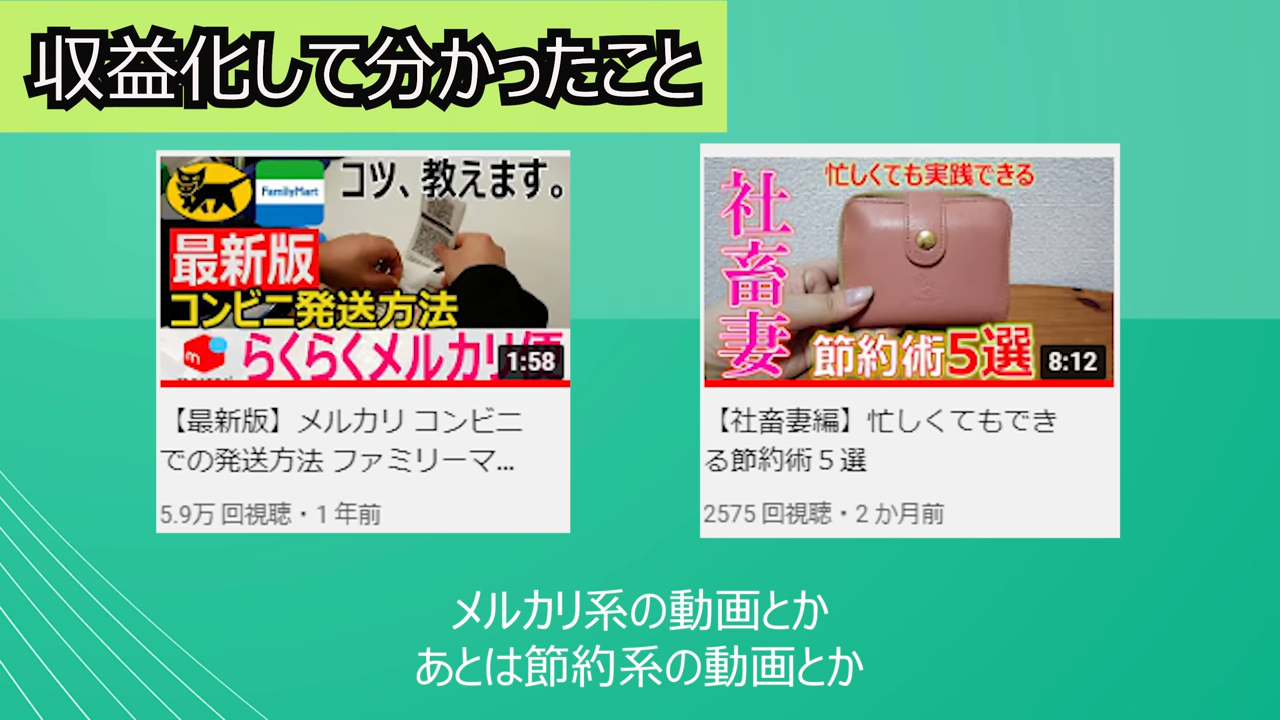 収益化して分かったこと
FamilyMart
コツ、教えます。
最新版
コンビニ発送方法
らくらくメルカリ便
1:58
【最新版】メルカリ コンビニ
での発送方法 ファミリーマ...
5.9万 回視聴・1 年前
忙しくても実践できる
社畜妻
節約術5選
8:12
【社畜妻編】忙しくてもでき
る節約術５選
2575 回視聴・2 か月前
メルカリ系の動画とか
あとは節約系の動画とか